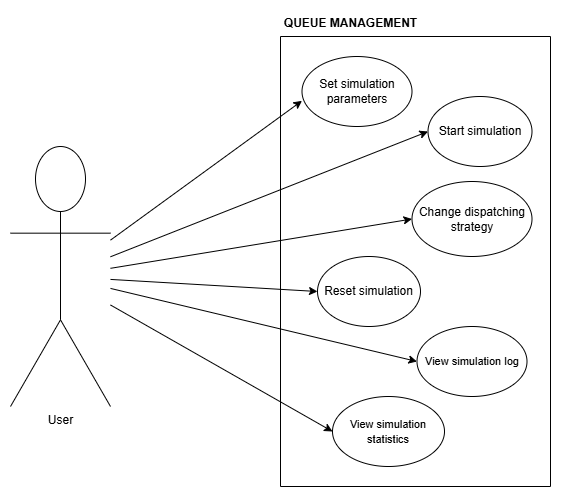 QUEUE MANAGEMENT
Set simulation
parameters
Start simulation
Change dispatching
strategy
Reset simulation
View simulation log
View simulation
statistics
User